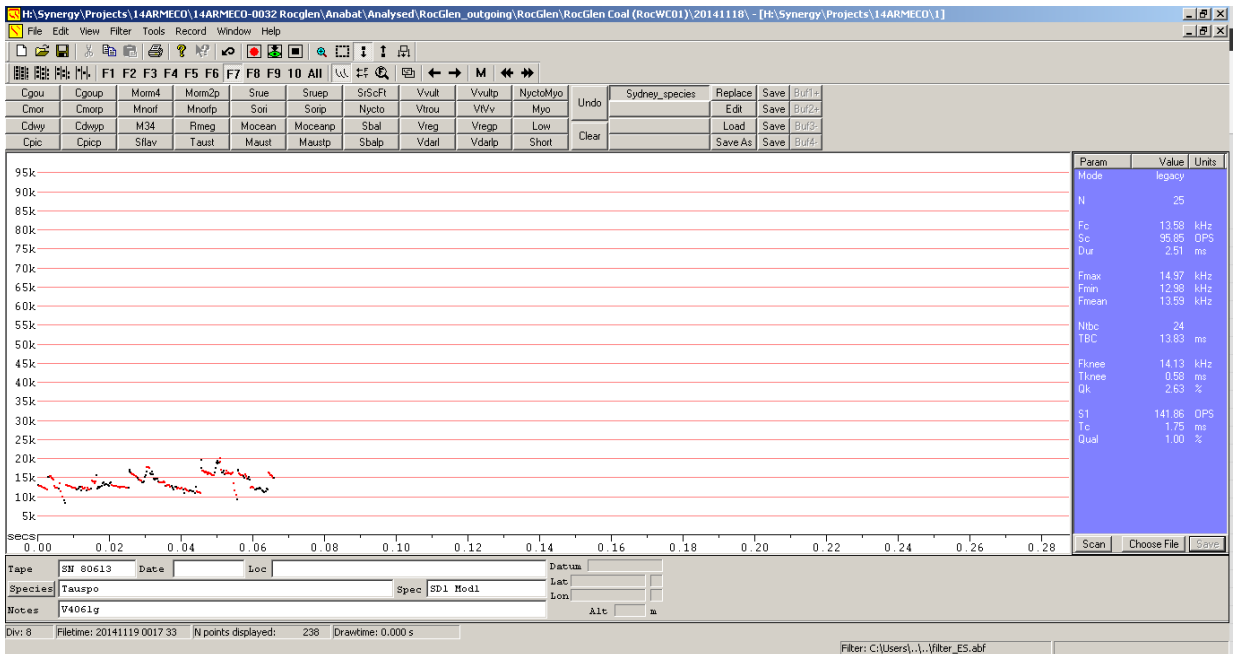 H:\Synergy\Projects\14ARMECO\14ARMECO-0032 Rocglen\Anabat\Analysed\RocGlen_outgoing\RocGlen\RocGlen Coal (RocWC01)\20141118\ - [H:\Synergy\Projects\14ARMECO\1]
File Edit View Filter Tools Record Window Help
F1 F2 F3 F4 F5 F6 F7 F8 F9 10 All M
Cgou Cgoup Morm4 Morm2p Srue Sruep SrScFt Vvult Vvultp NyctoMyo Undo Sydney_species Replace Save Buf1+
Cmor Cmorp Mnorf Mnorfp Sori Sorip Nycto Vtrou VtVv Myo Edit Save Buf2+
Cdwy Cdwyp M34 Rmeg Mocean Moceanp Sbal Vreg Vregp Low Clear Load Save Buf3-
Cpic Cpicp Sflav Taust Maust Maustp Sbalp Vdarl Vdarlp Short Save As Save Buf4-
95k
90k
85k
80k
75k
70k
65k
60k
55k
50k
45k
40k
35k
30k
25k
20k
15k
10k
5k
secs
0.00 0.02 0.04 0.06 0.08 0.10 0.12 0.14 0.16 0.18 0.20 0.22 0.24 0.26 0.28
Param Value Units
Mode legacy
N 25
Fc 13.58 kHz
Sc 95.85 OPS
Dur 2.51 ms
Fmax 14.97 kHz
Fmin 12.98 kHz
Fmean 13.59 kHz
Ntbc 24
TBC 13.83 ms
Fknee 14.13 kHz
Tknee 0.58 ms
Qk 2.63 %
S1 141.86 OPS
Tc 1.75 ms
Qual 1.00 %
Scan Choose File Save
Tape SN 80613 Date Loc Datum
Species Tauspo Spec SD1 Mod1 Lat
Lon
Notes V4061g Alt m
Div: 8 Filetime: 20141119 0017 33 N points displayed: 238 Drawtime: 0.000 s
Filter: C:\Users\..\..\filter_ES.abf